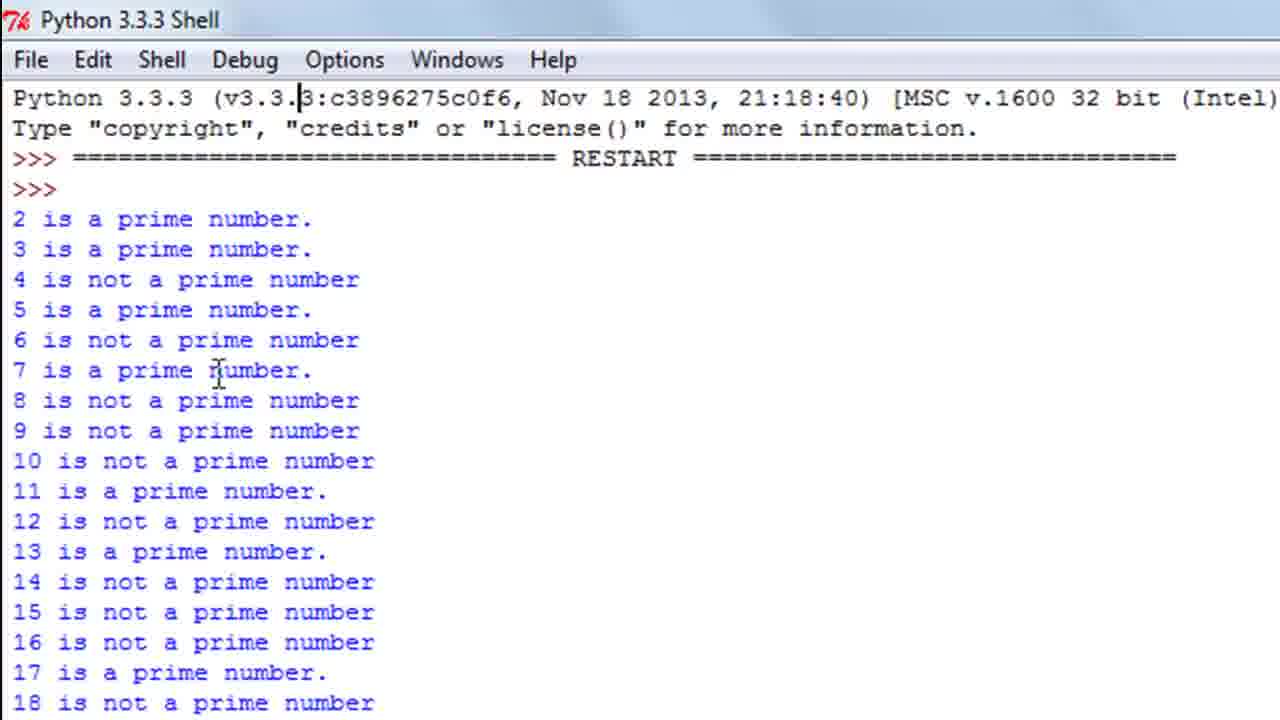 Python 3.3.3 Shell
File Edit Shell Debug Options Windows Help
Python 3.3.3 (v3.3.3:c3896275c0f6, Nov 18 2013, 21:18:40) [MSC v.1600 32 bit (Intel)
Type "copyright", "credits" or "license()" for more information.
>>> ================================ RESTART ================================
>>>
2 is a prime number.
3 is a prime number.
4 is not a prime number
5 is a prime number.
6 is not a prime number
7 is a prime number.
8 is not a prime number
9 is not a prime number
10 is not a prime number
11 is a prime number.
12 is not a prime number
13 is a prime number.
14 is not a prime number
15 is not a prime number
16 is not a prime number
17 is a prime number.
18 is not a prime number